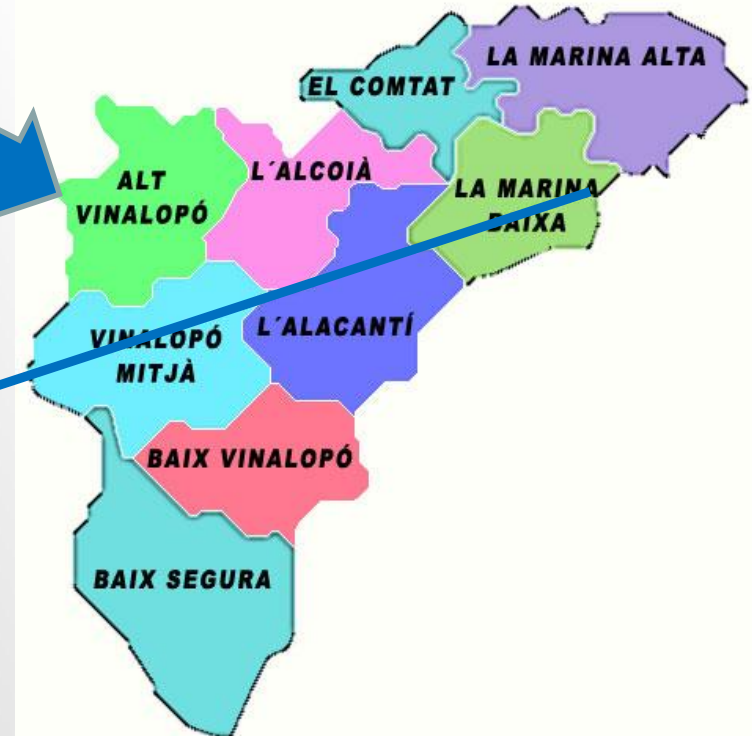 LA MARINA ALTA
EL COMTAT
L´ALCOIÀ
ALT
VINALOPÓ
LA MARINA
BAIXA
L´ALACANTÍ
VINALOPÓ
MITJÀ
BAIX VINALOPÓ
BAIX SEGURA